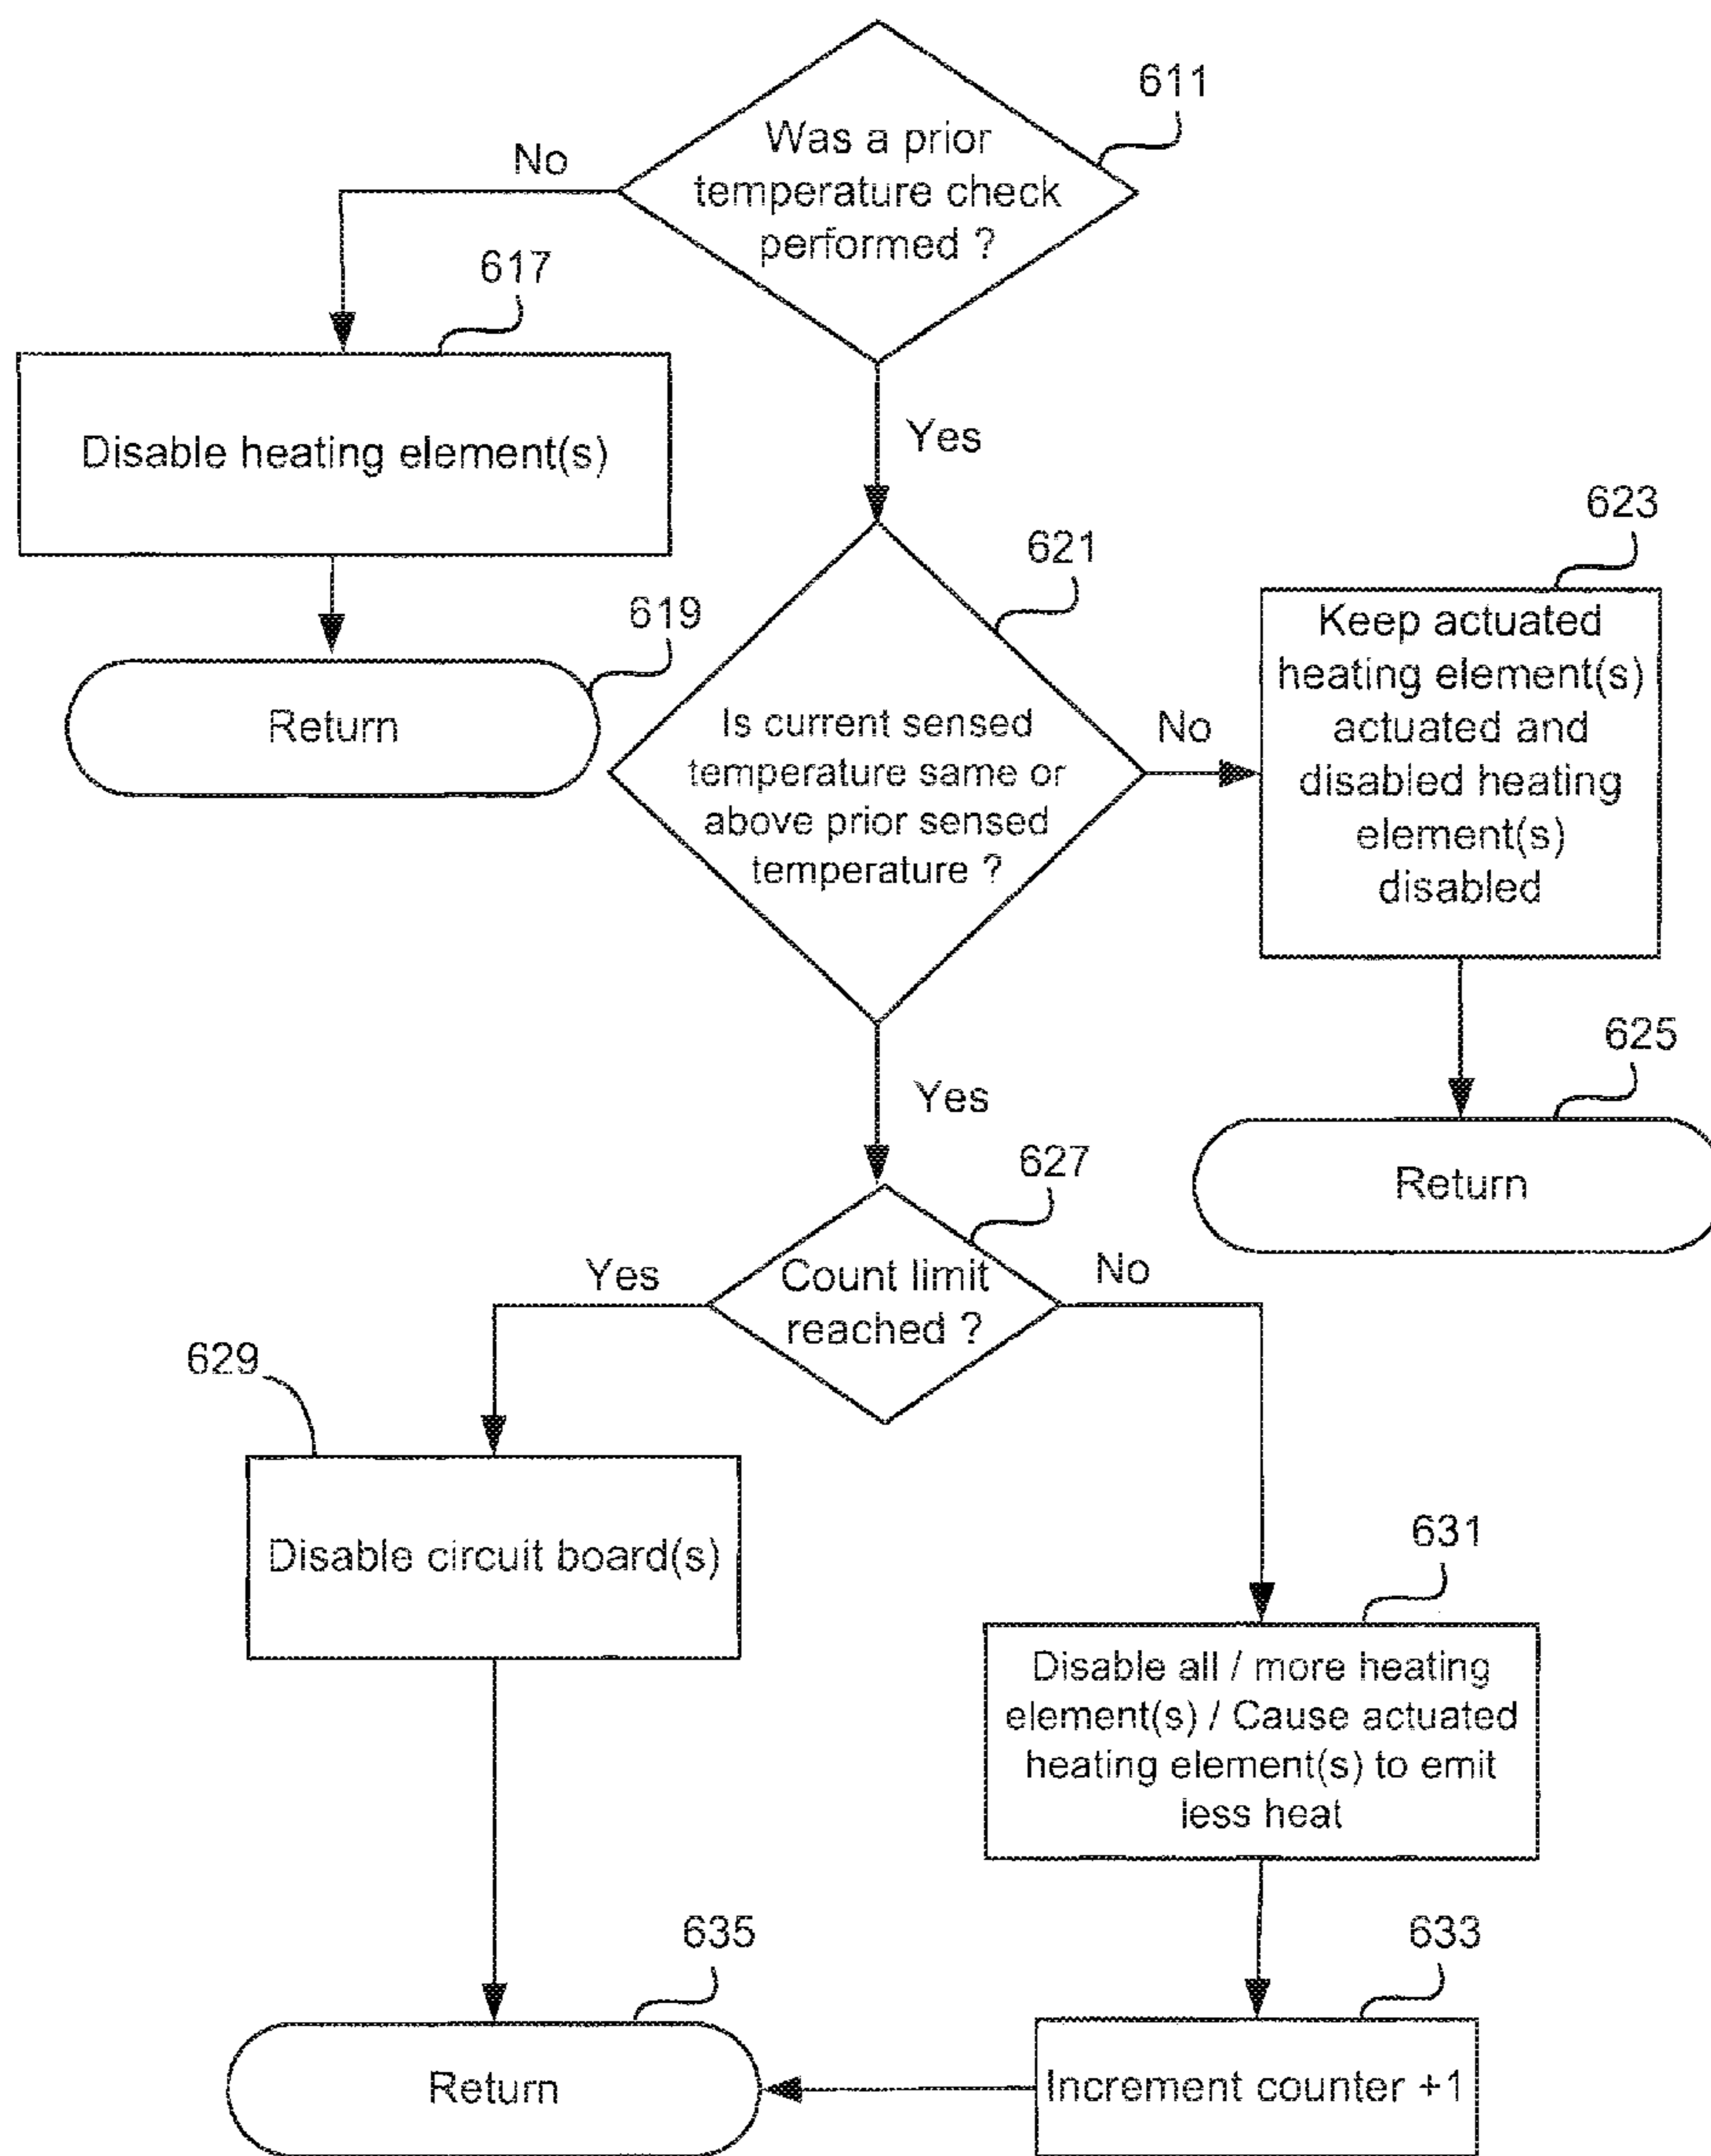 611
Was a prior
temperature check
performed ?
No
617
Disable heating element(s)
Yes
619
Return
621
Is current sensed
temperature same or
above prior sensed
temperature ?
No
623
Keep actuated
heating element(s)
actuated and
disabled heating
element(s)
disabled
625
Return
Yes
627
Count limit
reached ?
Yes
No
629
Disable circuit board(s)
631
Disable all / more heating
element(s) / Cause actuated
heating element(s) to emit
less heat
635
Return
633
Increment counter +1